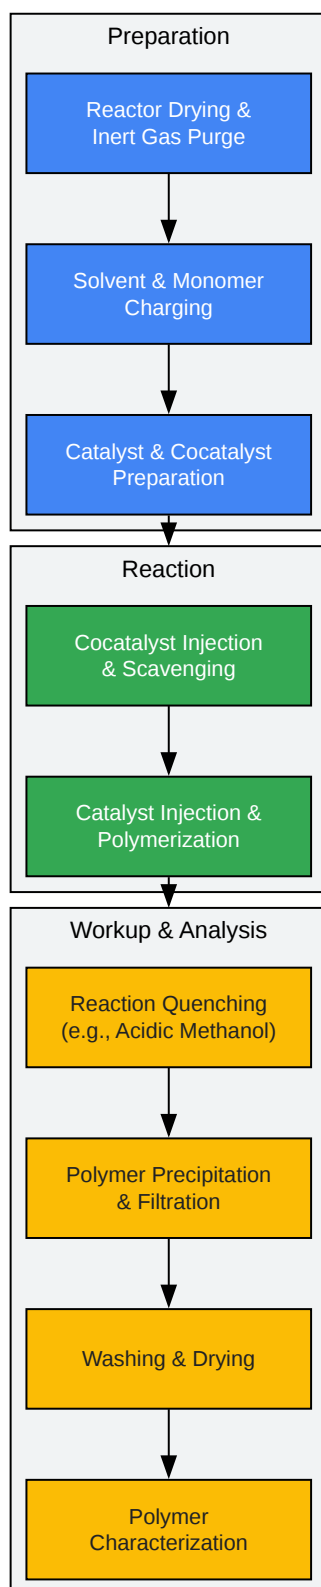 Preparation
Reactor Drying &
Inert Gas Purge
Solvent & Monomer
Charging
Catalyst & Cocatalyst
Preparation
Reaction
Cocatalyst Injection
& Scavenging
Catalyst Injection &
Polymerization
Workup & Analysis
Reaction Quenching
(e.g., Acidic Methanol)
Polymer Precipitation
& Filtration
Washing & Drying
Polymer
Characterization